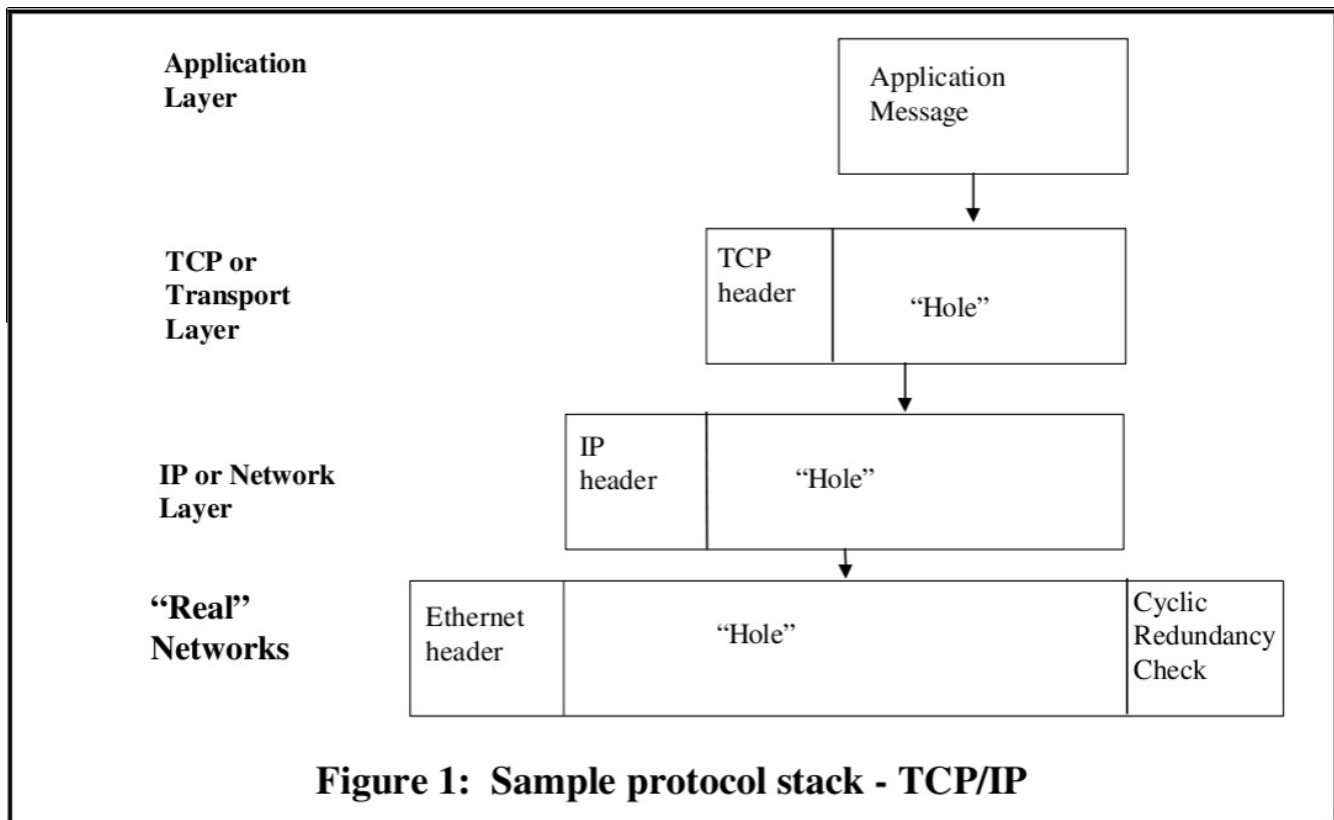 Application
Layer
Application
Message
TCP or
Transport
Layer
TCP
header
“Hole”
IP or Network
Layer
IP
header
“Hole”
“Real”
Networks
Ethernet
header
“Hole”
Cyclic
Redundancy
Check
Figure 1:  Sample protocol stack - TCP/IP